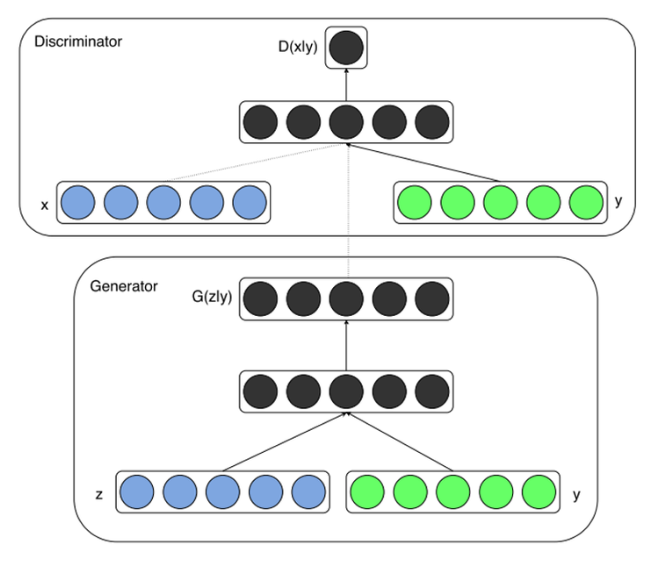 Discriminator
D(x|y)
x
y
Generator
G(z|y)
z
y